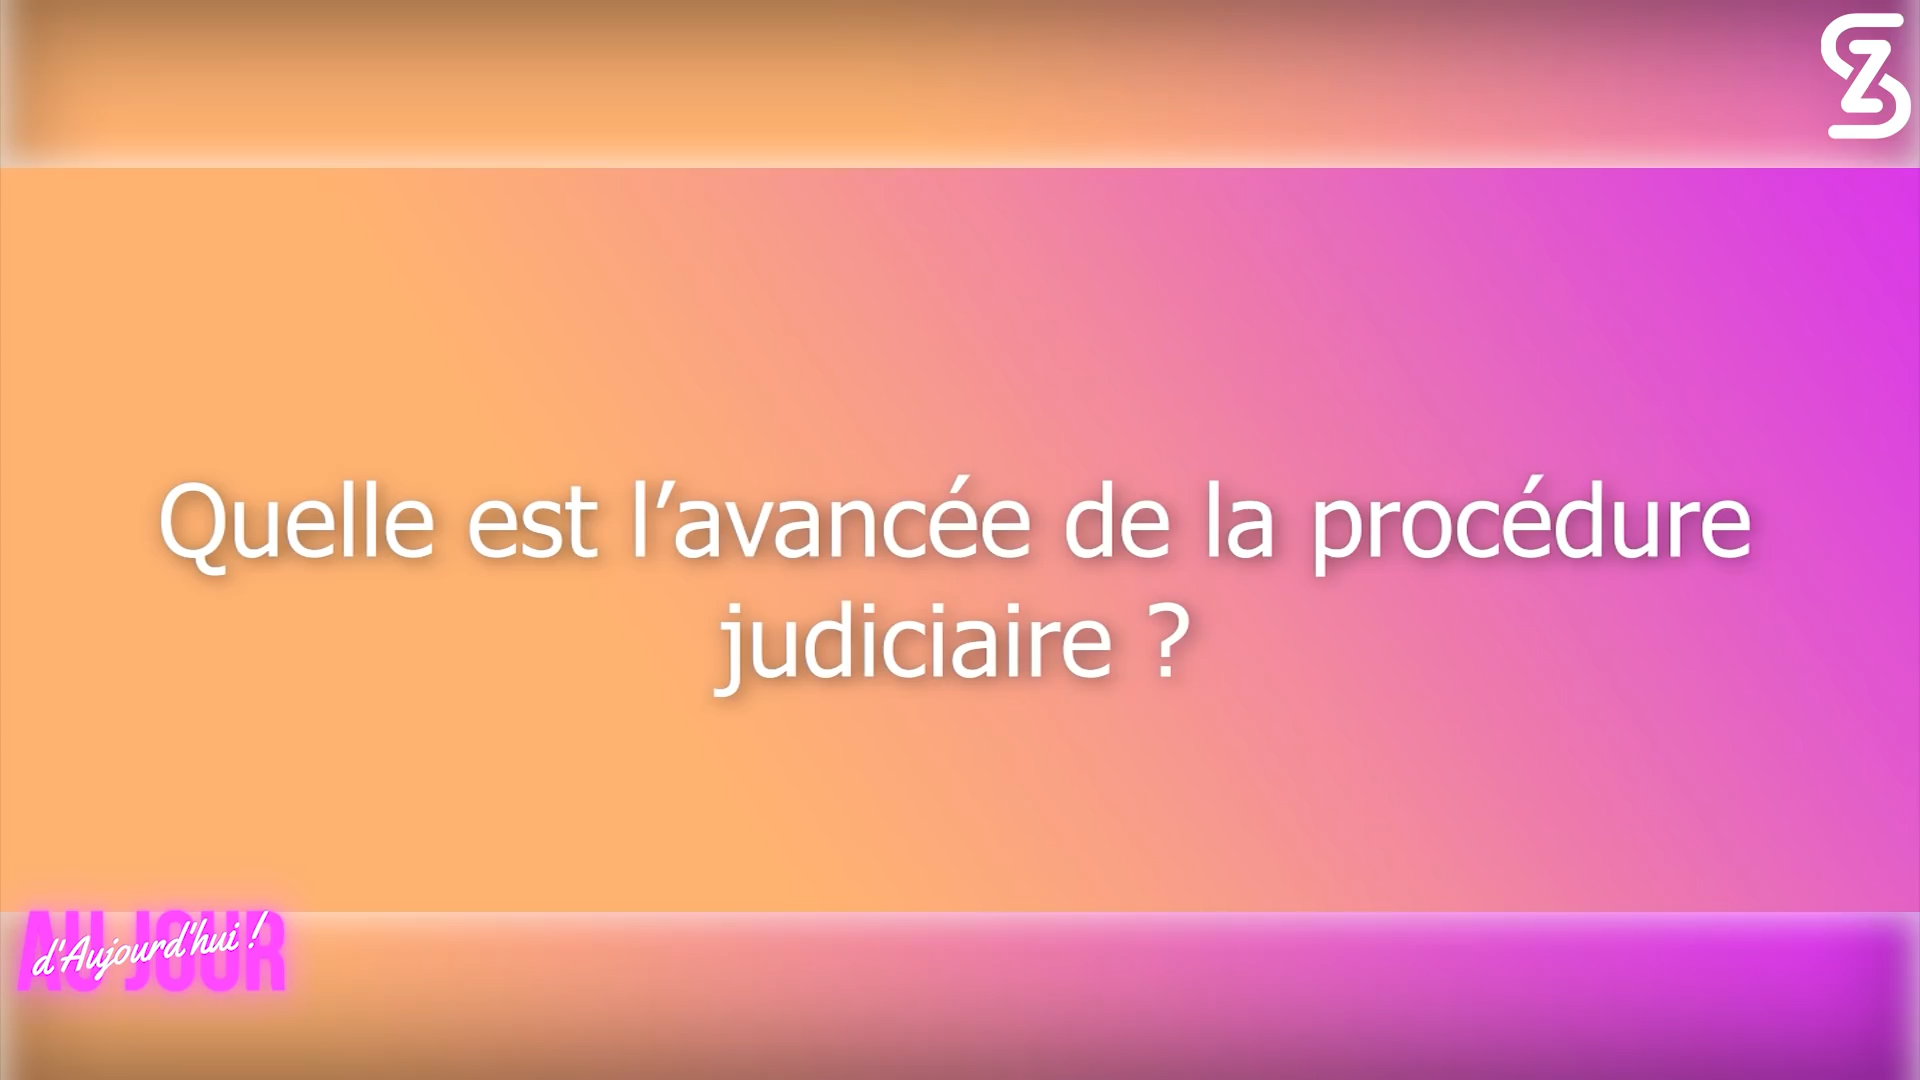 Quelle est l’avancée de la procédure
judiciaire ?
AU JOUR
d'Aujourd'hui !